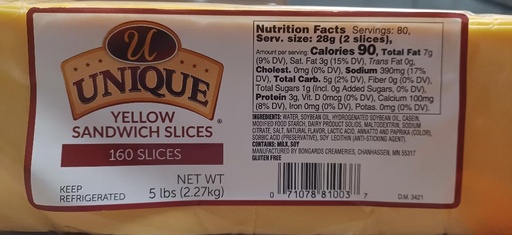 U
UNIQUE®
YELLOW
SANDWICH SLICES
160 SLICES
KEEP
REFRIGERATED
NET WT
5 lbs (2.27kg)
Nutrition Facts Servings: 80,
Serv. size: 28g (2 slices),
Amount per serving: Calories 90, Total Fat 7g
(9% DV), Sat. Fat 3g (15% DV), Trans Fat 0g,
Cholest. 0mg (0% DV), Sodium 390mg (17%
DV), Total Carb. 5g (2% DV), Fiber 0g (0% DV),
Total Sugars 1g (Incl. 0g Added Sugars, 0% DV),
Protein 3g, Vit. D 0mcg (0% DV), Calcium 100mg
(8% DV), Iron 0mg (0% DV), Potas. 0mg (0% DV).
INGREDIENTS: WATER, SOYBEAN OIL, HYDROGENATED SOYBEAN OIL, CASEIN,
MODIFIED FOOD STARCH, DAIRY PRODUCT SOLIDS, MALTODEXTRIN, SODIUM
CITRATE, SALT, NATURAL FLAVOR, LACTIC ACID, ANNATTO AND PAPRIKA (COLOR),
SORBIC ACID (PRESERVATIVE), SOY LECITHIN (ANTI-STICKING AGENT).
CONTAINS: MILK, SOY
MANUFACTURED BY BONGARDS CREAMERIES, CHANHASSEN, MN 55317
GLUTEN FREE
0 71078 81003 7
D.M. 3421